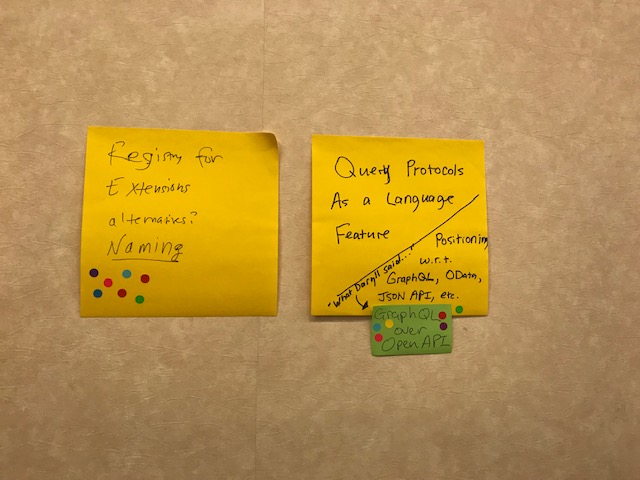 Registry for
Extensions
alternatives?
Naming
Query Protocols
As a Language
Feature
"What Darryll said..."
Positioning
w.r.t.
GraphQL, OData,
JSON API, etc.
GraphQL
over
OpenAPI